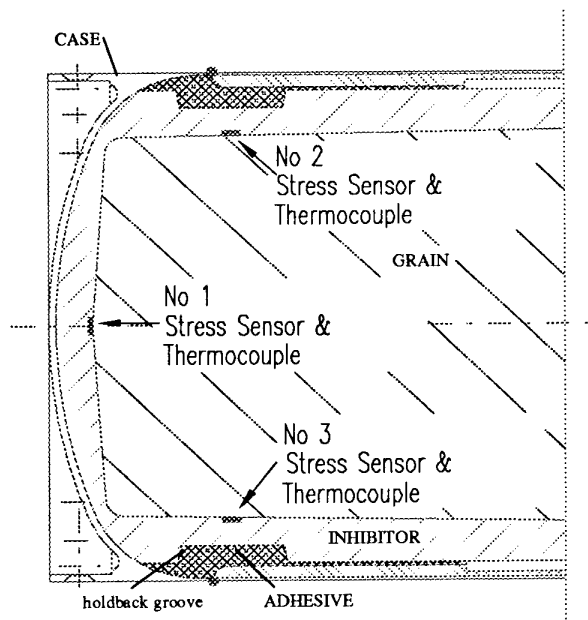 CASE
No 2
Stress Sensor &
Thermocouple
GRAIN
No 1
Stress Sensor &
Thermocouple
No 3
Stress Sensor &
Thermocouple
INHIBITOR
holdback groove
ADHESIVE